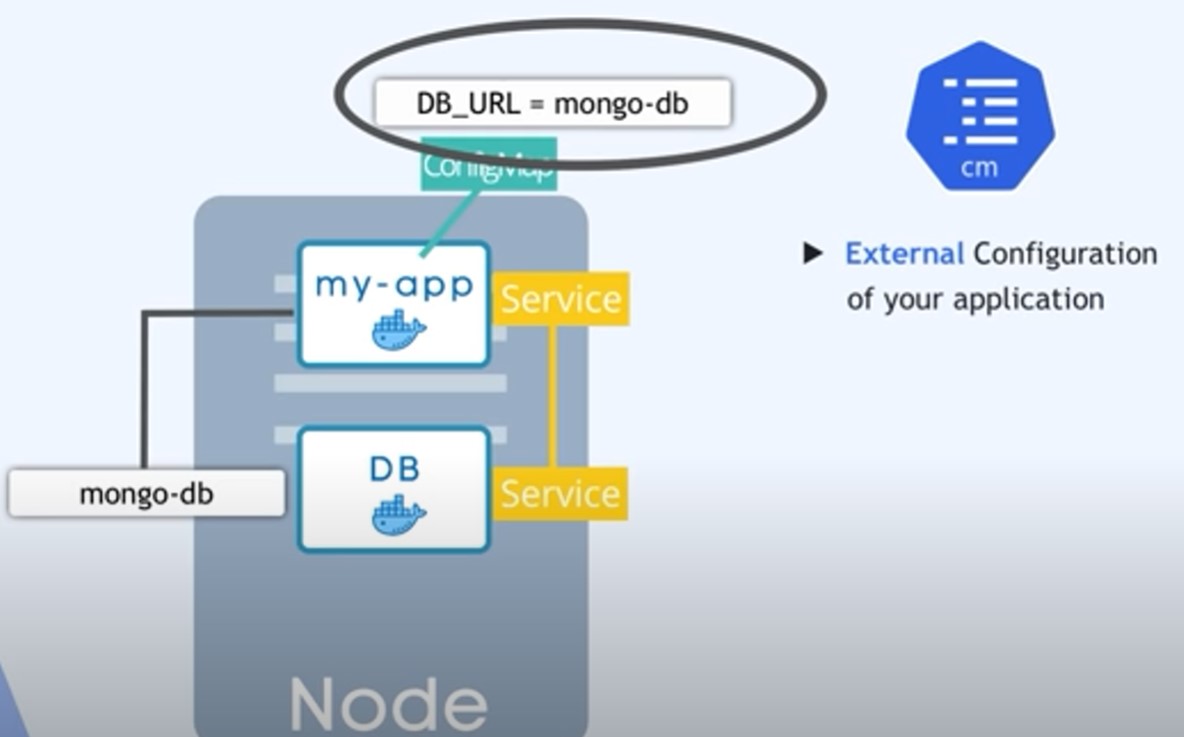 DB_URL = mongo-db
ConfigMap
cm
External Configuration
of your application
my-app
Service
mongo-db
DB
Service
Node